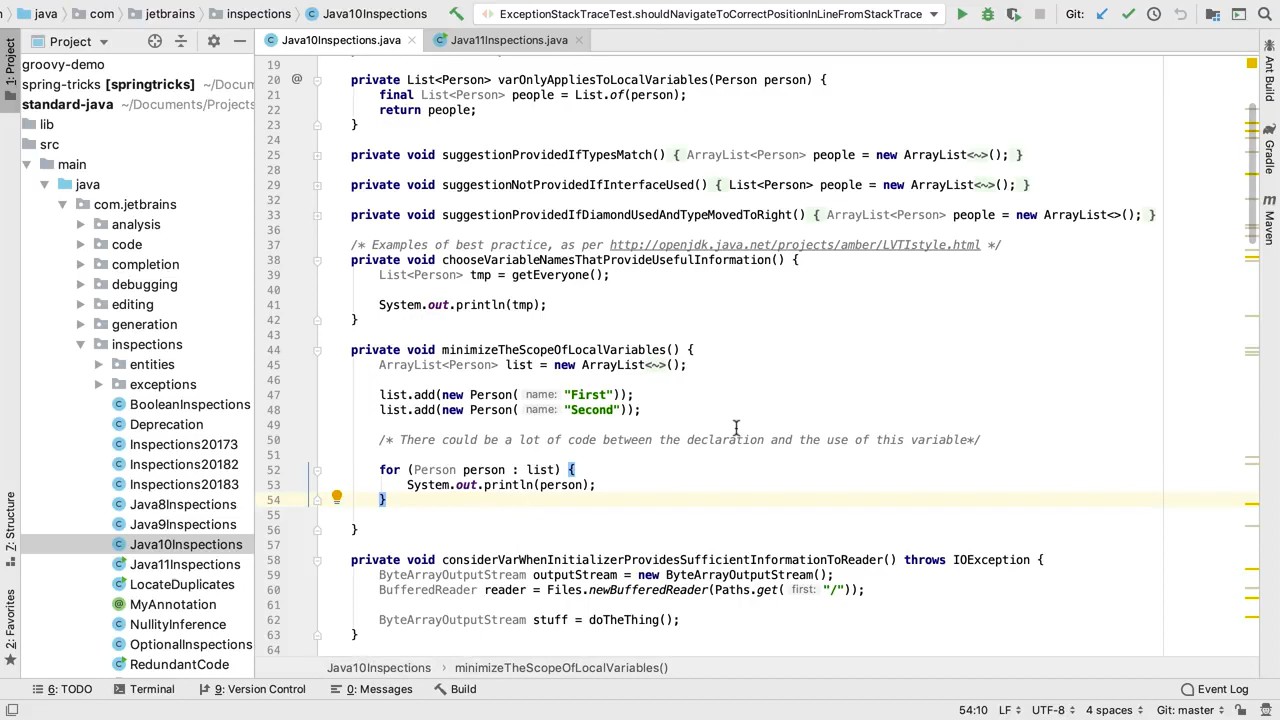 java com jetbrains inspections Java10Inspections ExceptionStackTraceTest.shouldNavigateToCorrectPositionInLineFromStackTrace Git:
Project
Java10Inspections.java
Java11Inspections.java
1: Project
Z: Structure
2: Favorites
Ant Build
Gradle
Maven
groovy-demo
spring-tricks [springtricks] ~/Docum
standard-java ~/Documents/Projects
lib
src
main
java
com.jetbrains
analysis
code
completion
debugging
editing
generation
inspections
entities
exceptions
BooleanInspections
Deprecation
Inspections20173
Inspections20182
Inspections20183
Java8Inspections
Java9Inspections
Java10Inspections
Java11Inspections
LocateDuplicates
MyAnnotation
NullityInference
OptionalInspections
RedundantCode
19
20 @ private List<Person> varOnlyAppliesToLocalVariables(Person person) {
21 final List<Person> people = List.of(person);
22 return people;
23 }
24
25 private void suggestionProvidedIfTypesMatch() { ArrayList<Person> people = new ArrayList<~>(); }
28
29 private void suggestionNotProvidedIfInterfaceUsed() { List<Person> people = new ArrayList<~>(); }
32
33 private void suggestionProvidedIfDiamondUsedAndTypeMovedToRight() { ArrayList<Person> people = new ArrayList<>(); }
36
37 /* Examples of best practice, as per http://openjdk.java.net/projects/amber/LVTIstyle.html */
38 private void chooseVariableNamesThatProvideUsefulInformation() {
39 List<Person> tmp = getEveryone();
40
41 System.out.println(tmp);
42 }
43
44 private void minimizeTheScopeOfLocalVariables() {
45 ArrayList<Person> list = new ArrayList<~>();
46
47 list.add(new Person( name: "First"));
48 list.add(new Person( name: "Second"));
49
50 /* There could be a lot of code between the declaration and the use of this variable*/
51
52 for (Person person : list) {
53 System.out.println(person);
54 }
55
56 }
57
58 private void considerVarWhenInitializerProvidesSufficientInformationToReader() throws IOException {
59 ByteArrayOutputStream outputStream = new ByteArrayOutputStream();
60 BufferedReader reader = Files.newBufferedReader(Paths.get( first: "/"));
61
62 ByteArrayOutputStream stuff = doTheThing();
63 }
64
Java10Inspections › minimizeTheScopeOfLocalVariables()
6: TODO Terminal 9: Version Control 0: Messages Build Event Log
54:10 LF UTF-8 4 spaces Git: master